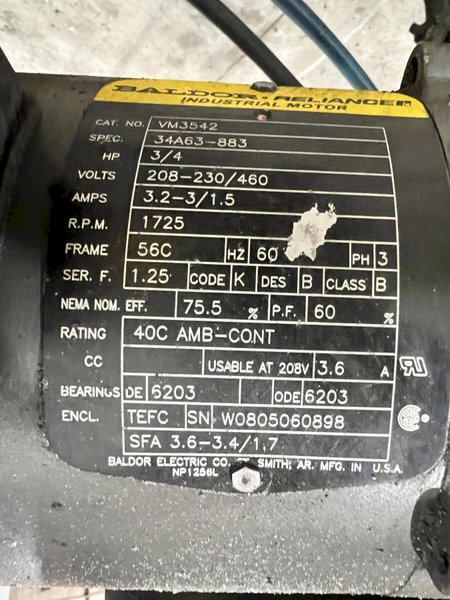 BALDOR • RELIANCE
INDUSTRIAL MOTOR
CAT. NO. VM3542
SPEC. 34A63-883
HP 3/4
VOLTS 208-230/460
AMPS 3.2-3/1.5
R.P.M. 1725
FRAME 56C HZ 60 PH 3
SER. F. 1.25 CODE K DES B CLASS B
NEMA NOM. EFF. 75.5 % P.F. 60 %
RATING 40C AMB-CONT
CC USABLE AT 208V 3.6 A
BEARINGS DE 6203 ODE 6203
ENCL. TEFC SN W0805060898
SFA 3.6-3.4/1.7
BALDOR ELECTRIC CO. FT. SMITH, AR. MFG. IN U.S.A.
NP1256L